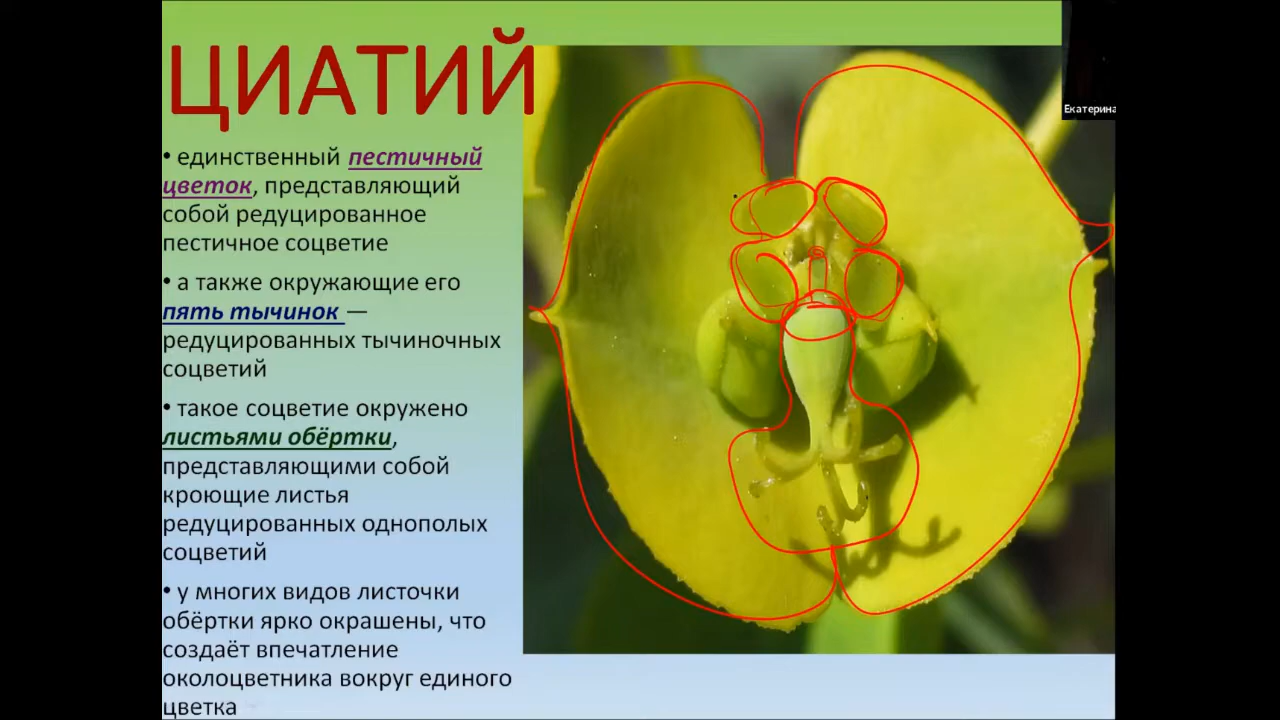 ЦИАТИЙ
Екатерина
• единственный пестичный
цветок, представляющий
собой редуцированное
пестичное соцветие
• а также окружающие его
пять тычинок —
редуцированных тычиночных
соцветий
• такое соцветие окружено
листьями обёртки,
представляющими собой
кроющие листья
редуцированных однополых
соцветий
• у многих видов листочки
обёртки ярко окрашены, что
создаёт впечатление
околоцветника вокруг единого
цветка